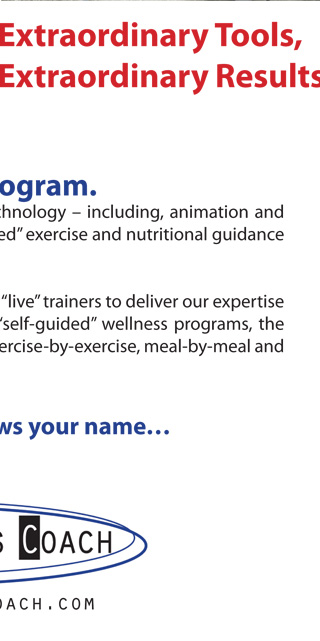 Extraordinary Tools,
Extraordinary Results
ogram.
hnology – including, animation and
ed” exercise and nutritional guidance
“live” trainers to deliver our expertise
“self-guided” wellness programs, the
ercise-by-exercise, meal-by-meal and
ws your name…
S COACH
OACH.COM